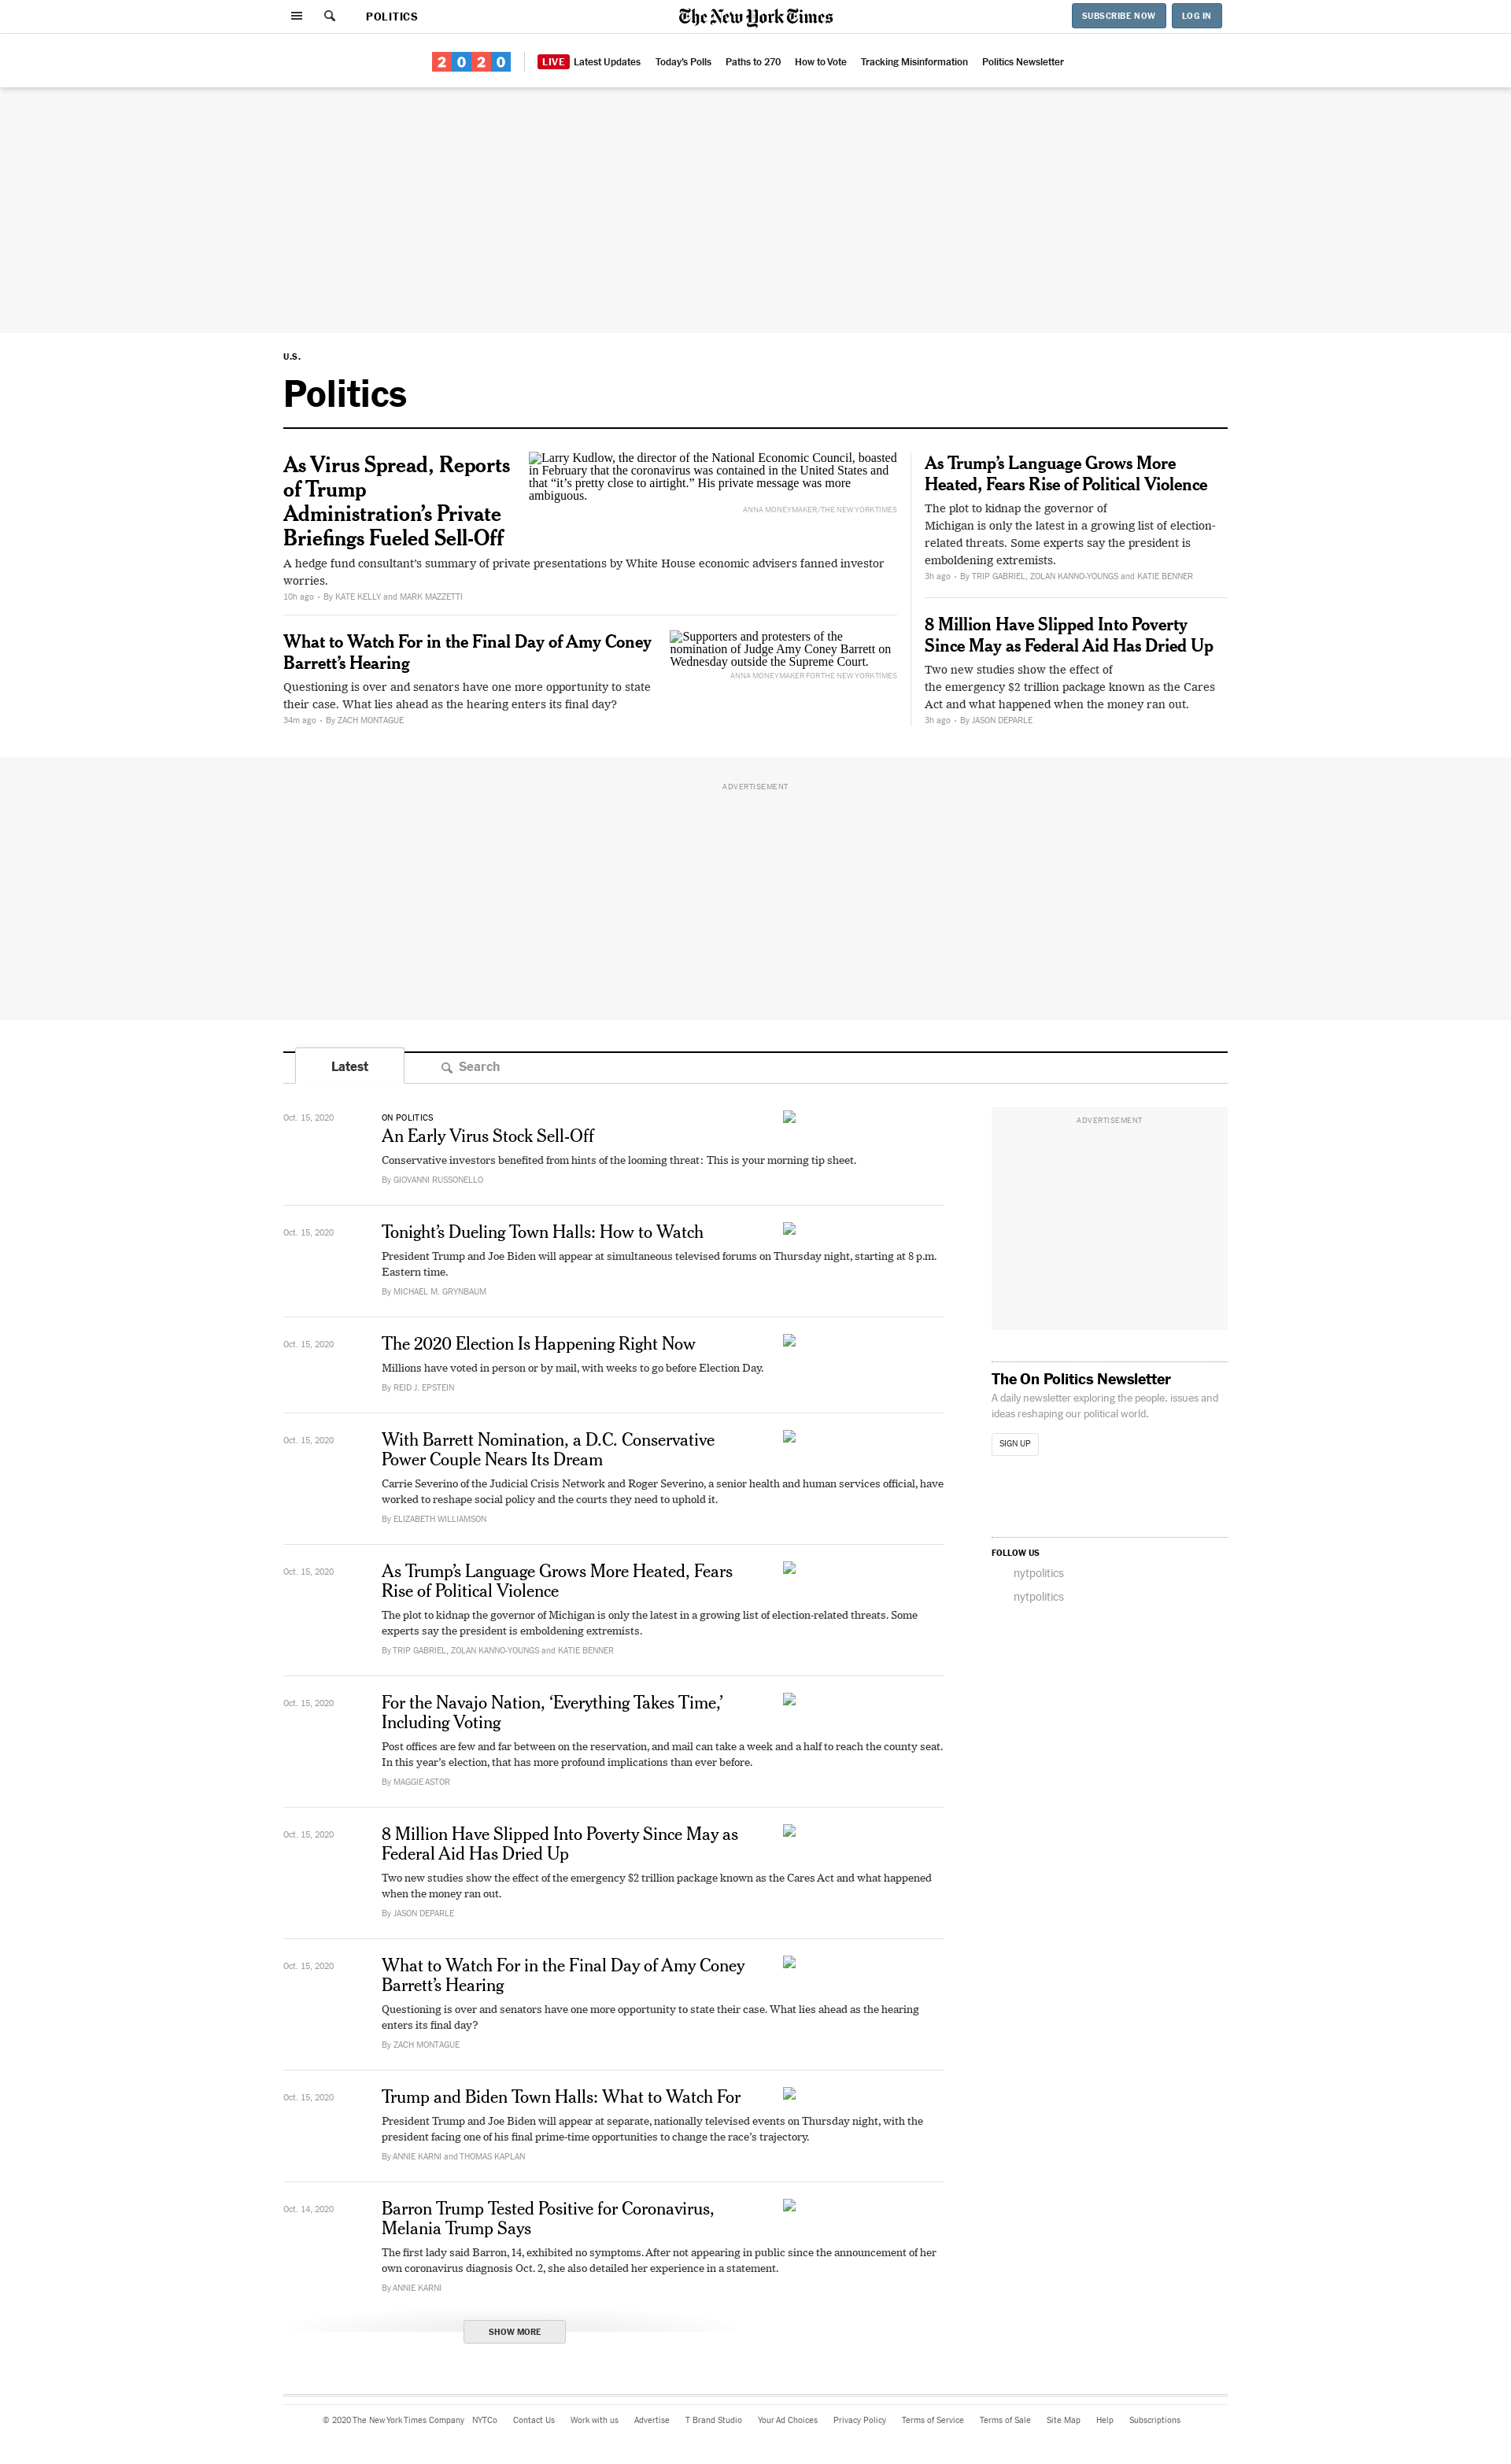 POLITICS
The New York Times
SUBSCRIBE NOW
LOG IN
2020
LIVE Latest Updates
Today's Polls
Paths to 270
How to Vote
Tracking Misinformation
Politics Newsletter
U.S.
Politics
As Virus Spread, Reports
of Trump
Administration’s Private
Briefings Fueled Sell-Off
A hedge fund consultant’s summary of private presentations by White House economic advisers fanned investor
worries.
10h ago • By KATE KELLY and MARK MAZZETTI
Larry Kudlow, the director of the National Economic Council, boasted
in February that the coronavirus was contained in the United States and
that “it’s pretty close to airtight.” His private message was more
ambiguous.
ANNA MONEYMAKER/THE NEW YORK TIMES
What to Watch For in the Final Day of Amy Coney
Barrett’s Hearing
Questioning is over and senators have one more opportunity to state
their case. What lies ahead as the hearing enters its final day?
34m ago • By ZACH MONTAGUE
Supporters and protesters of the
nomination of Judge Amy Coney Barrett on
Wednesday outside the Supreme Court.
ANNA MONEYMAKER FOR THE NEW YORK TIMES
As Trump’s Language Grows More
Heated, Fears Rise of Political Violence
The plot to kidnap the governor of
Michigan is only the latest in a growing list of election-
related threats. Some experts say the president is
emboldening extremists.
3h ago • By TRIP GABRIEL, ZOLAN KANNO-YOUNGS and KATIE BENNER
8 Million Have Slipped Into Poverty
Since May as Federal Aid Has Dried Up
Two new studies show the effect of
the emergency $2 trillion package known as the Cares
Act and what happened when the money ran out.
3h ago • By JASON DEPARLE
ADVERTISEMENT
Latest
Search
Oct. 15, 2020
ON POLITICS
An Early Virus Stock Sell-Off
Conservative investors benefited from hints of the looming threat: This is your morning tip sheet.
By GIOVANNI RUSSONELLO
Oct. 15, 2020
Tonight’s Dueling Town Halls: How to Watch
President Trump and Joe Biden will appear at simultaneous televised forums on Thursday night, starting at 8 p.m.
Eastern time.
By MICHAEL M. GRYNBAUM
Oct. 15, 2020
The 2020 Election Is Happening Right Now
Millions have voted in person or by mail, with weeks to go before Election Day.
By REID J. EPSTEIN
Oct. 15, 2020
With Barrett Nomination, a D.C. Conservative
Power Couple Nears Its Dream
Carrie Severino of the Judicial Crisis Network and Roger Severino, a senior health and human services official, have
worked to reshape social policy and the courts they need to uphold it.
By ELIZABETH WILLIAMSON
Oct. 15, 2020
As Trump’s Language Grows More Heated, Fears
Rise of Political Violence
The plot to kidnap the governor of Michigan is only the latest in a growing list of election-related threats. Some
experts say the president is emboldening extremists.
By TRIP GABRIEL, ZOLAN KANNO-YOUNGS and KATIE BENNER
Oct. 15, 2020
For the Navajo Nation, ‘Everything Takes Time,’
Including Voting
Post offices are few and far between on the reservation, and mail can take a week and a half to reach the county seat.
In this year’s election, that has more profound implications than ever before.
By MAGGIE ASTOR
Oct. 15, 2020
8 Million Have Slipped Into Poverty Since May as
Federal Aid Has Dried Up
Two new studies show the effect of the emergency $2 trillion package known as the Cares Act and what happened
when the money ran out.
By JASON DEPARLE
Oct. 15, 2020
What to Watch For in the Final Day of Amy Coney
Barrett’s Hearing
Questioning is over and senators have one more opportunity to state their case. What lies ahead as the hearing
enters its final day?
By ZACH MONTAGUE
Oct. 15, 2020
Trump and Biden Town Halls: What to Watch For
President Trump and Joe Biden will appear at separate, nationally televised events on Thursday night, with the
president facing one of his final prime-time opportunities to change the race’s trajectory.
By ANNIE KARNI and THOMAS KAPLAN
Oct. 14, 2020
Barron Trump Tested Positive for Coronavirus,
Melania Trump Says
The first lady said Barron, 14, exhibited no symptoms. After not appearing in public since the announcement of her
own coronavirus diagnosis Oct. 2, she also detailed her experience in a statement.
By ANNIE KARNI
SHOW MORE
ADVERTISEMENT
The On Politics Newsletter
A daily newsletter exploring the people, issues and
ideas reshaping our political world.
SIGN UP
FOLLOW US
nytpolitics
nytpolitics
© 2020 The New York Times Company
NYTCo
Contact Us
Work with us
Advertise
T Brand Studio
Your Ad Choices
Privacy Policy
Terms of Service
Terms of Sale
Site Map
Help
Subscriptions